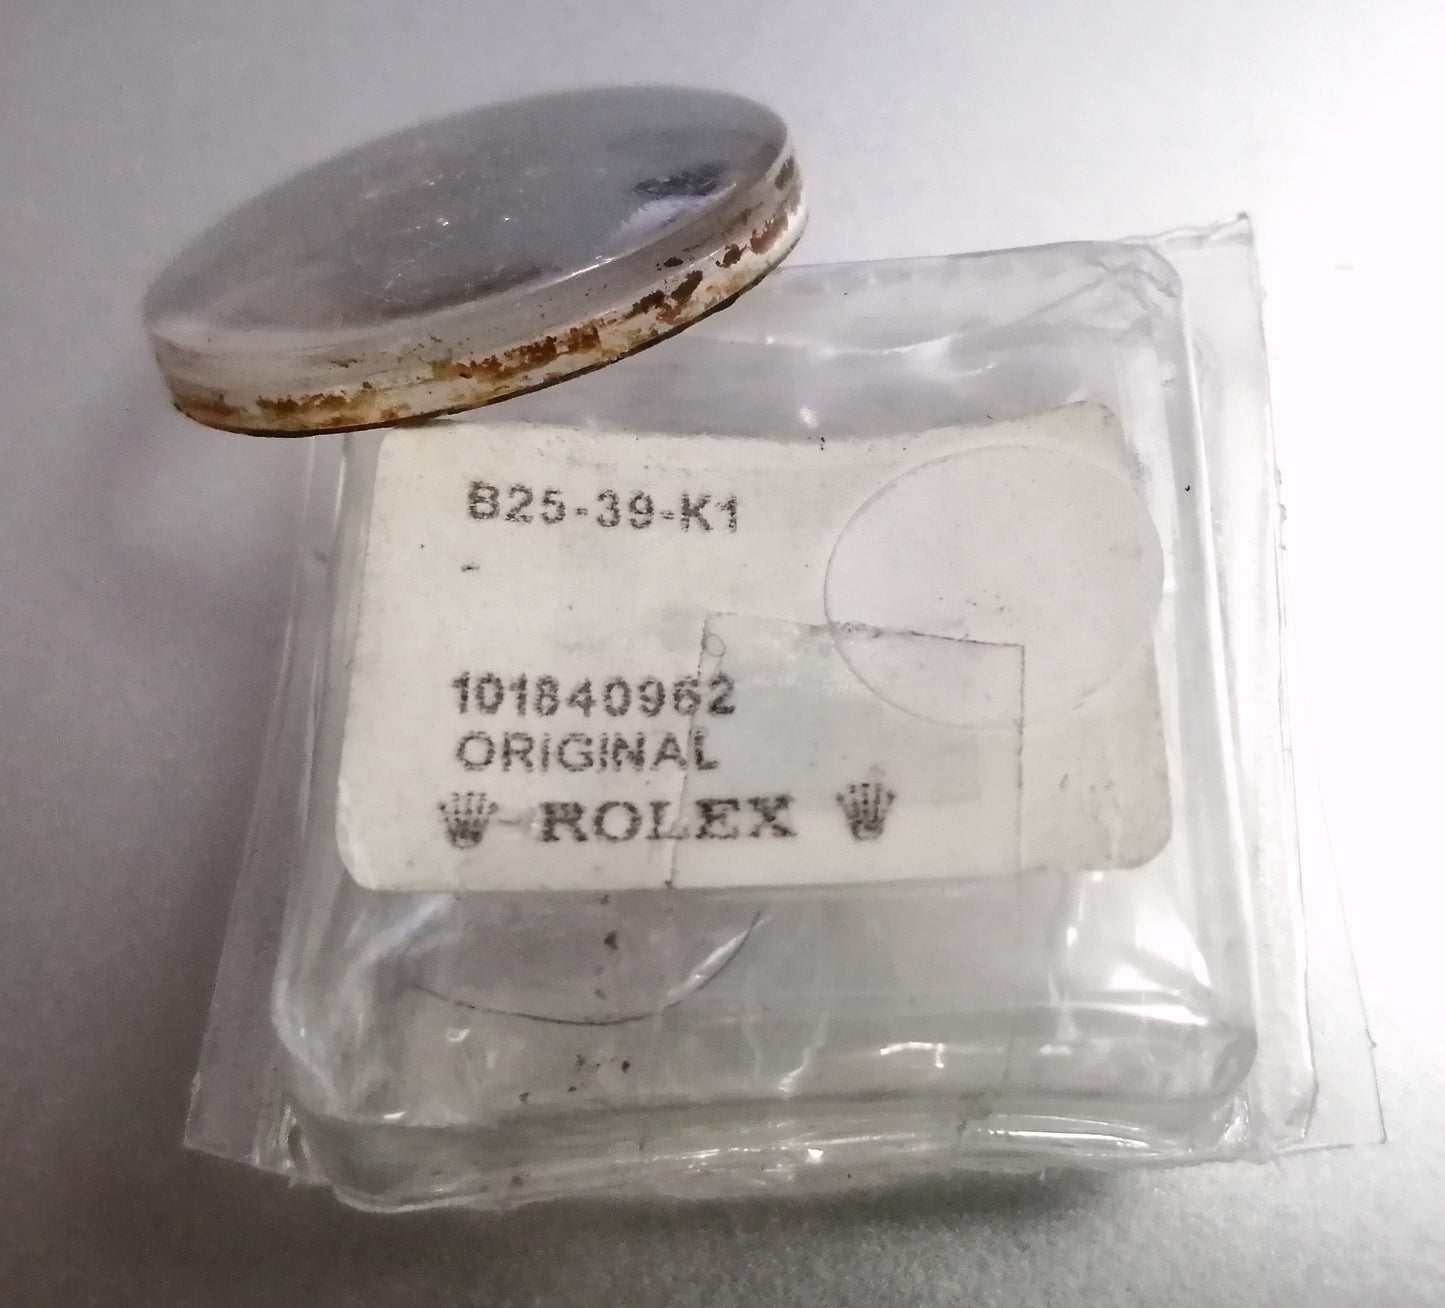 B25-39-K1
-
101840962
ORIGINAL
ROLEX